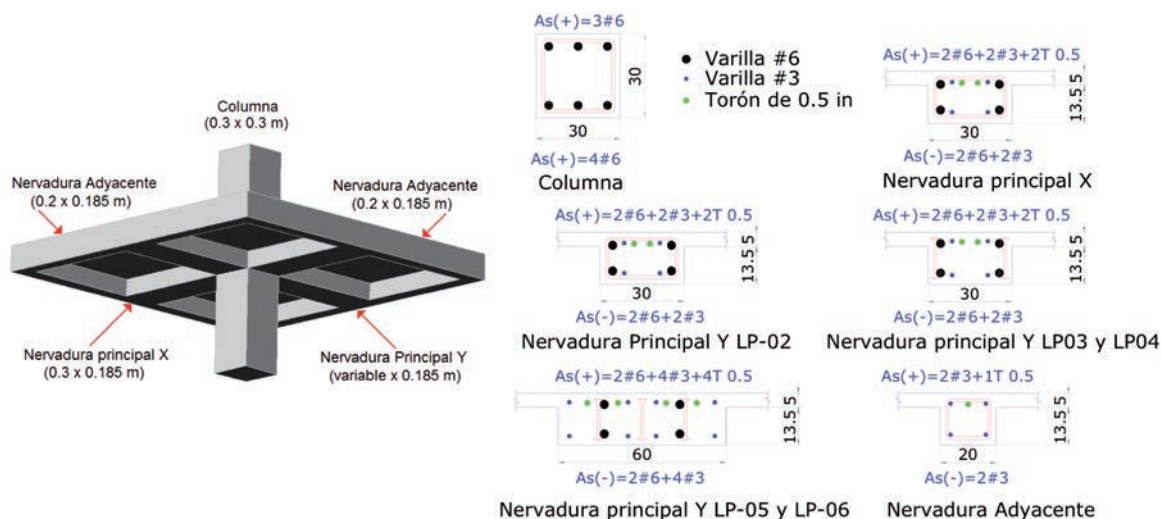 Columna
(0.3 x 0.3 m)
Nervadura Adyacente
(0.2 x 0.185 m)
Nervadura Adyacente
(0.2 x 0.185 m)
Nervadura principal X
(0.3 x 0.185 m)
Nervadura Principal Y
(variable x 0.185 m)
As(+)=3#6
30
30
As(+)=4#6
Columna
Varilla #6
Varilla #3
Torón de 0.5 in
As(+)=2#6+2#3+2T 0.5
13.5
5
30
As(-)=2#6+2#3
Nervadura principal X
As(+)=2#6+2#3+2T 0.5
13.5
5
30
As(-)=2#6+2#3
Nervadura Principal Y LP-02
As(+)=2#6+2#3+2T 0.5
13.5
5
30
As(-)=2#6+2#3
Nervadura principal Y LP03 y LP04
As(+)=2#6+4#3+4T 0.5
13.5
5
60
As(-)=2#6+4#3
Nervadura principal Y LP-05 y LP-06
As(+)=2#3+1T 0.5
13.5
5
20
As(-)=2#3
Nervadura Adyacente